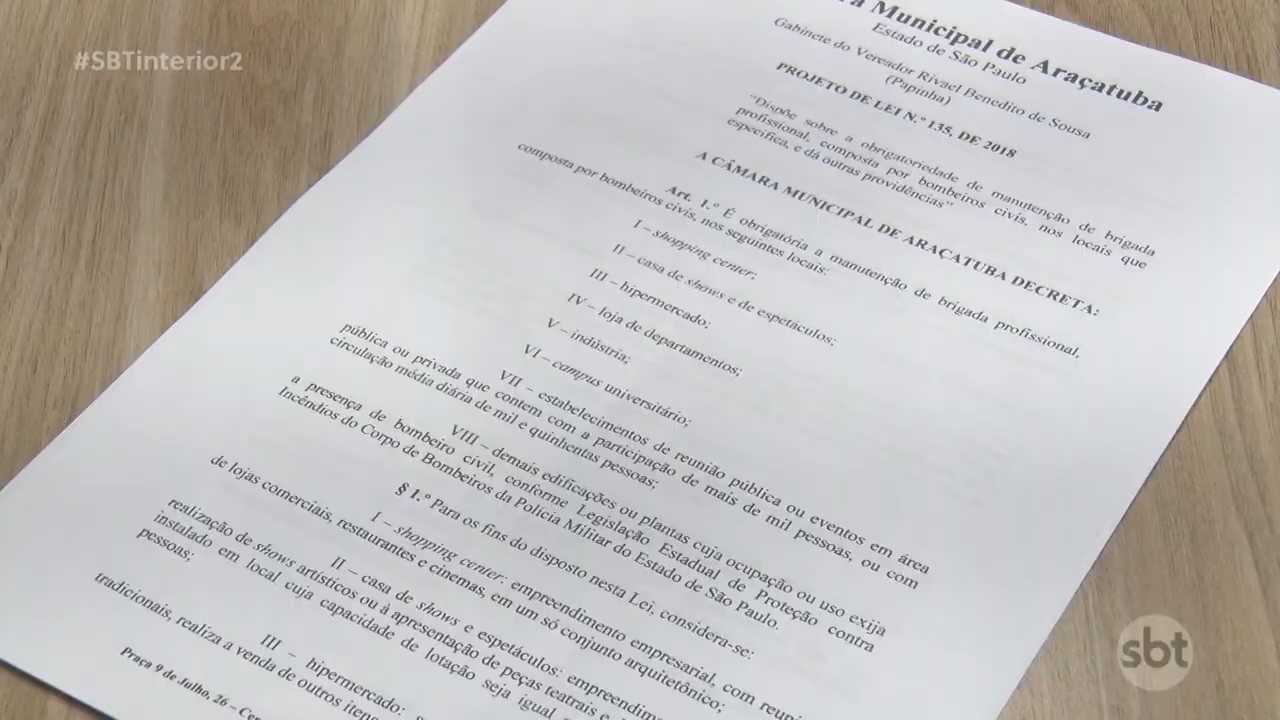 #SBTinterior2
Municipal de Araçatuba
Estado de São Paulo
Gabinete do Vereador Rivael Benedito de Sousa
(Papinha)
PROJETO DE LEI N.º 135, DE 2018
“Dispõe sobre a obrigatoriedade de manutenção de brigada
profissional, composta por bombeiros civis, nos locais que
especifica, e dá outras providências”
A CÂMARA MUNICIPAL DE ARAÇATUBA DECRETA:
Art. 1.º É obrigatória a manutenção de brigada profissional,
composta por bombeiros civis, nos seguintes locais:
I – shopping center;
II – casa de shows e de espetáculos;
III – hipermercado;
IV – loja de departamentos;
V – indústria;
VI – campus universitário;
VII – estabelecimentos de reunião pública ou eventos em área
pública ou privada que contem com a participação de mais de mil pessoas, ou com
circulação média diária de mil e quinhentas pessoas;
VIII – demais edificações ou plantas cuja ocupação ou uso exija
a presença de bombeiro civil, conforme Legislação Estadual de Proteção contra
Incêndios do Corpo de Bombeiros da Polícia Militar do Estado de São Paulo.
§ 1.º Para os fins do disposto nesta Lei, considera-se:
I – shopping center: empreendimento empresarial, com
de lojas comerciais, restaurantes e cinemas, em um só conjunto arquitetônico;
II – casa de shows e espetáculos:
realização de shows artísticos ou à apresentação de peças teatrais e
instalado em local cuja capacidade de lotação seja igual
pessoas;
III – hipermercado:
tradicionais, realiza a venda de outros
Praça 9 de Julho, 26 –
sbt